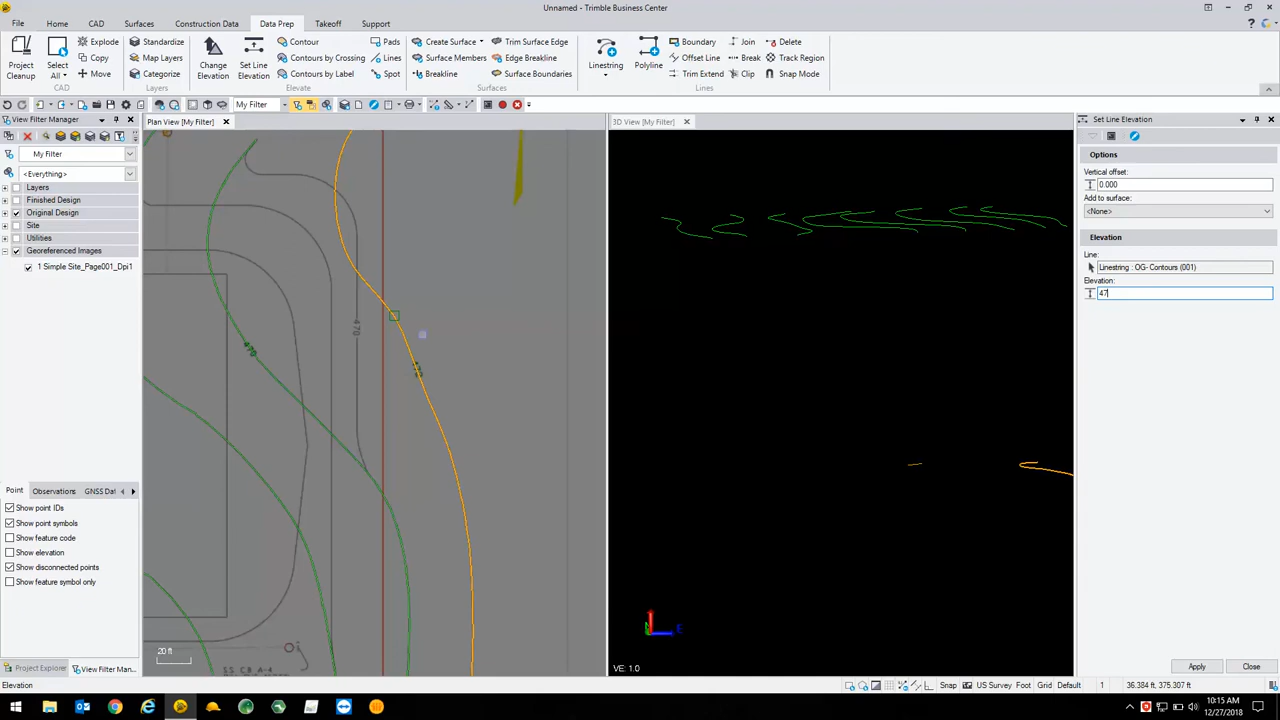 Unnamed - Trimble Business Center
File Home CAD Surfaces Construction Data Data Prep Takeoff Support
Project Cleanup
Select All
Explode
Copy
Move
CAD
Standardize
Map Layers
Categorize
Layers
Change Elevation
Set Line Elevation
Contour
Contours by Crossing
Contours by Label
Pads
Lines
Spot
Elevate
Create Surface
Surface Members
Breakline
Trim Surface Edge
Edge Breakline
Surface Boundaries
Surfaces
Linestring
Polyline
Boundary
Offset Line
Trim Extend
Join
Break
Clip
Delete
Track Region
Snap Mode
Lines
My Filter
View Filter Manager
My Filter
<Everything>
Layers
Finished Design
Original Design
Site
Utilities
Georeferenced Images
1 Simple Site_Page001_Dpi1
Point Observations GNSS Dat
Show point IDs
Show point symbols
Show feature code
Show elevation
Show disconnected points
Show feature symbol only
Project Explorer View Filter Man...
Plan View [My Filter]
470
470
20 ft
SS CB A-4
3D View [My Filter]
E
VE: 1.0
Set Line Elevation
Options
Vertical offset:
0.000
Add to surface:
<None>
Elevation
Line:
Linestring : OG- Contours (001)
Elevation:
47
Apply Close
Elevation
Snap US Survey Foot Grid Default 1 36.384 ft, 375.307 ft
10:15 AM
12/27/2018